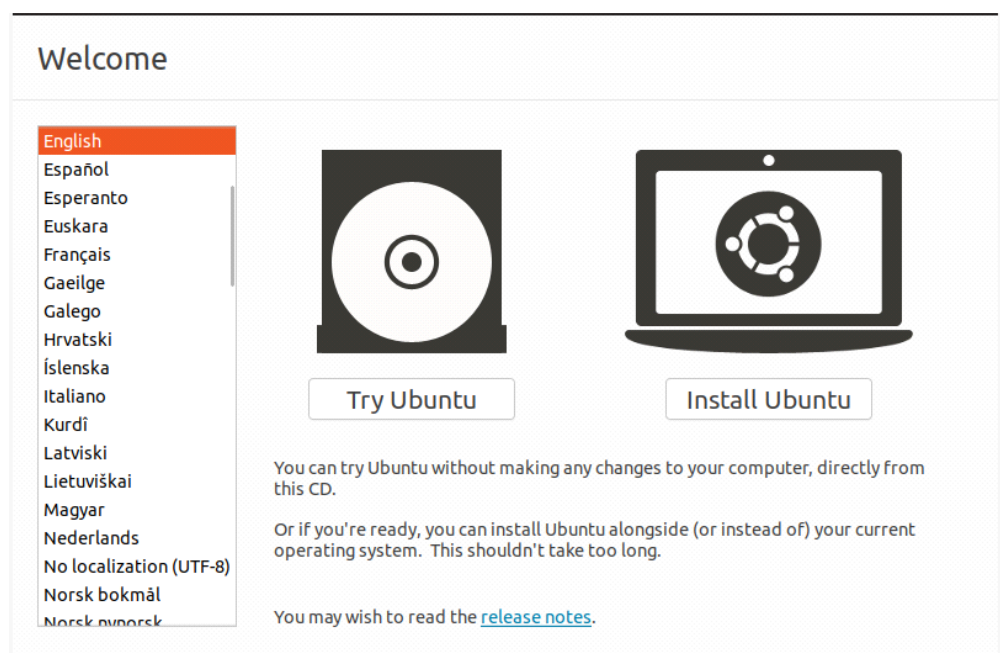 Welcome
English
Español
Esperanto
Euskara
Français
Gaeilge
Galego
Hrvatski
Íslenska
Italiano
Kurdî
Latviski
Lietuviškai
Magyar
Nederlands
No localization (UTF-8)
Norsk bokmål
Norsk nynorsk
Try Ubuntu
Install Ubuntu
You can try Ubuntu without making any changes to your computer, directly from
this CD.
Or if you're ready, you can install Ubuntu alongside (or instead of) your current
operating system. This shouldn't take too long.
You may wish to read the release notes.